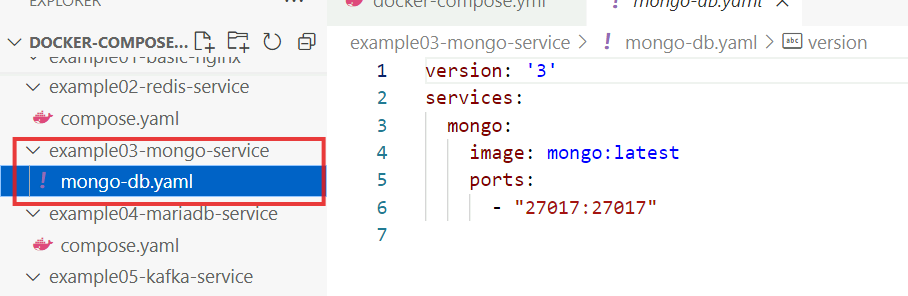 EXPLORER
DOCKER-COMPOSE...
example01-basic-nginx
example02-redis-service
compose.yaml
example03-mongo-service
! mongo-db.yaml
example04-mariadb-service
compose.yaml
example05-kafka-service
docker-compose.yml
! mongo-db.yaml
example03-mongo-service > ! mongo-db.yaml > abc version
1 version: '3'
2 services:
3 mongo:
4 image: mongo:latest
5 ports:
6 - "27017:27017"
7